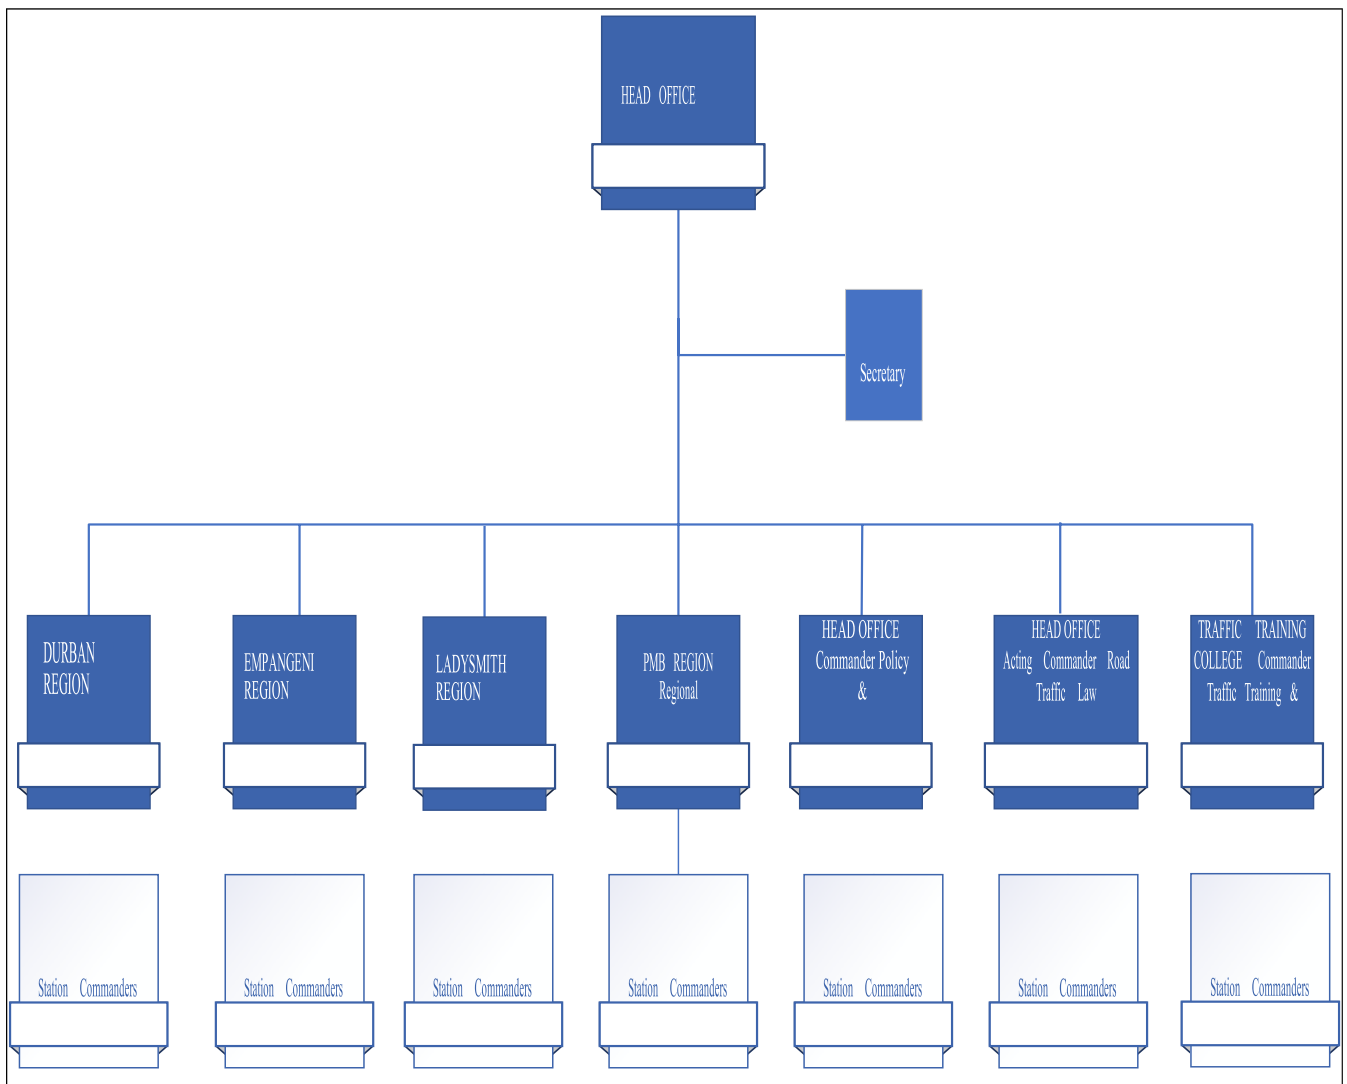 HEAD OFFICE
Secretary
DURBAN
REGION
EMPANGENI
REGION
LADYSMITH
REGION
PMB REGION
Regional
HEAD OFFICE
Commander Policy
&
HEAD OFFICE
Acting Commander Road
Traffic Law
TRAFFIC TRAINING
COLLEGE Commander
Traffic Training &
Station Commanders
Station Commanders
Station Commanders
Station Commanders
Station Commanders
Station Commanders
Station Commanders